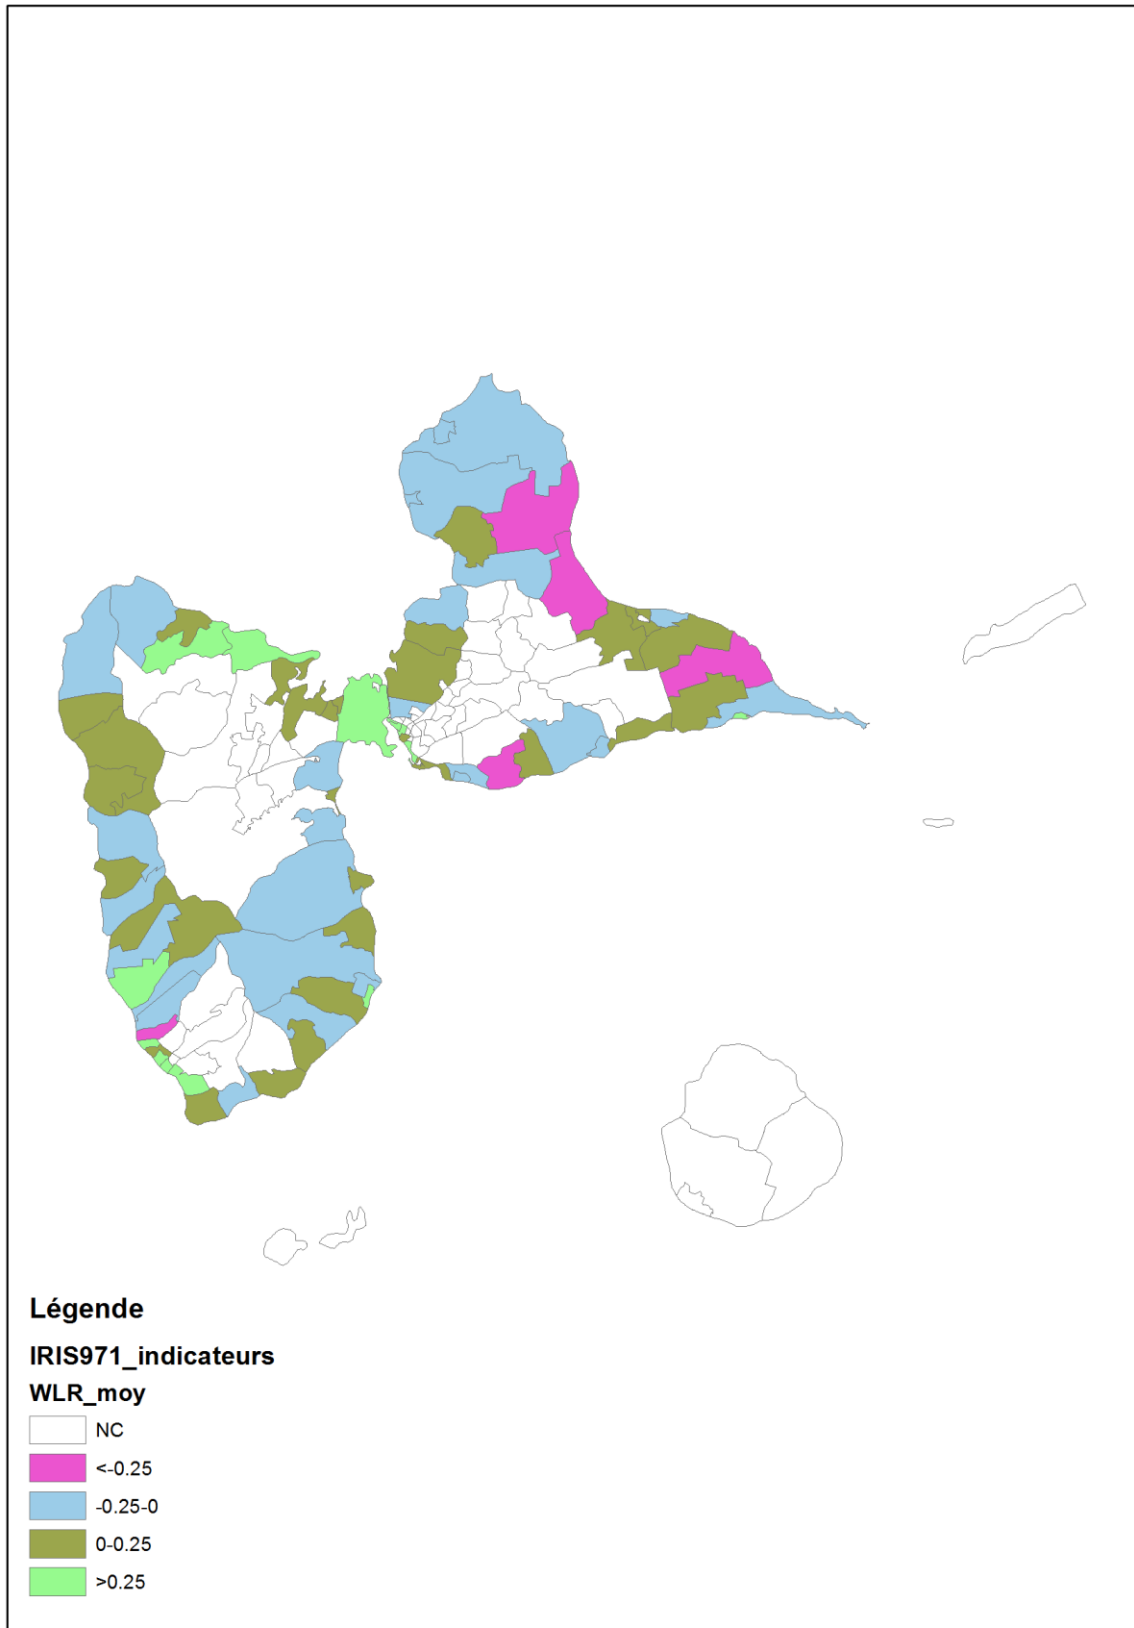 Légende
IRIS971_indicateurs
WLR_moy
NC
<-0.25
-0.25-0
0-0.25
>0.25